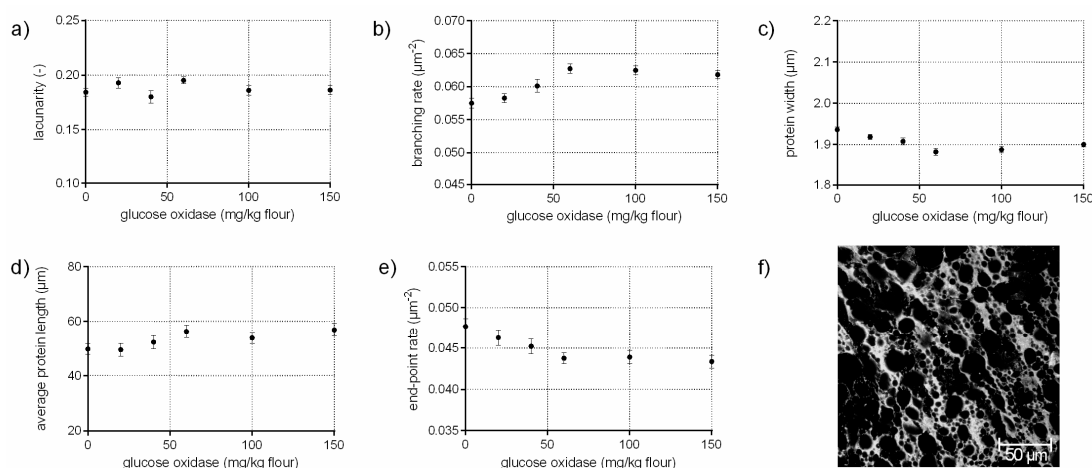 a)
lacunarity (-)
0.25
0.20
0.15
0.10
0
50
100
150
glucose oxidase (mg/kg flour)
b)
branching rate (µm⁻²)
0.070
0.065
0.060
0.055
0.050
0.045
0
50
100
150
glucose oxidase (mg/kg flour)
c)
protein width (µm)
2.2
2.1
2.0
1.9
1.8
0
50
100
150
glucose oxidase (mg/kg flour)
d)
average protein length (µm)
80
60
40
20
0
50
100
150
glucose oxidase (mg/kg flour)
e)
end-point rate (µm⁻²)
0.055
0.050
0.045
0.040
0.035
0
50
100
150
glucose oxidase (mg/kg flour)
f)
50 µm